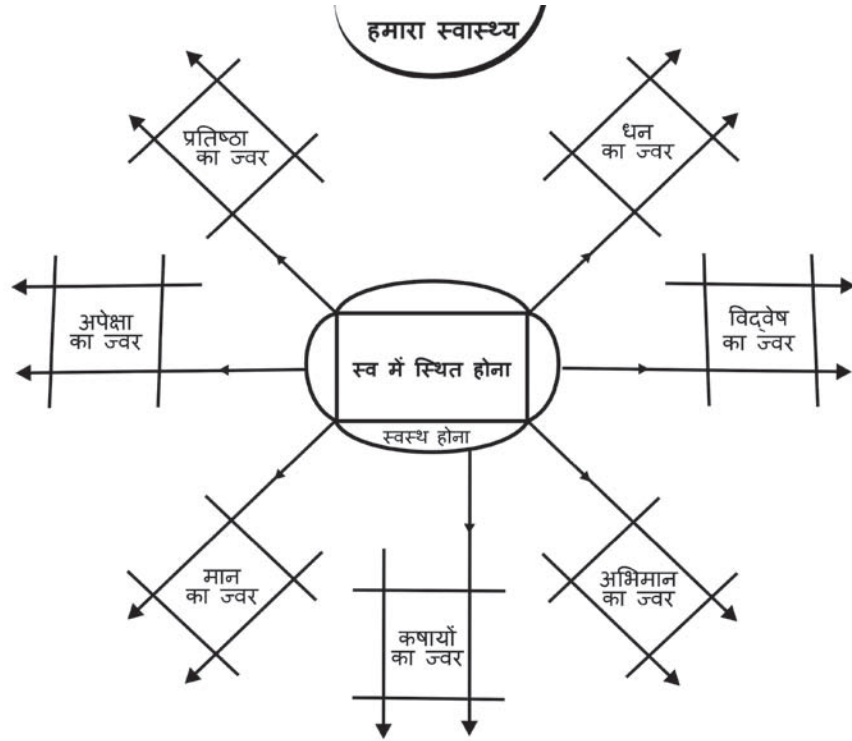 हमारा स्वास्थ्य
प्रतिष्ठा
का ज्वर
धन
का ज्वर
अपेक्षा
का ज्वर
स्व में स्थित होना
विद्वेष
का ज्वर
स्वस्थ होना
मान
का ज्वर
कषायों
का ज्वर
अभिमान
का ज्वर